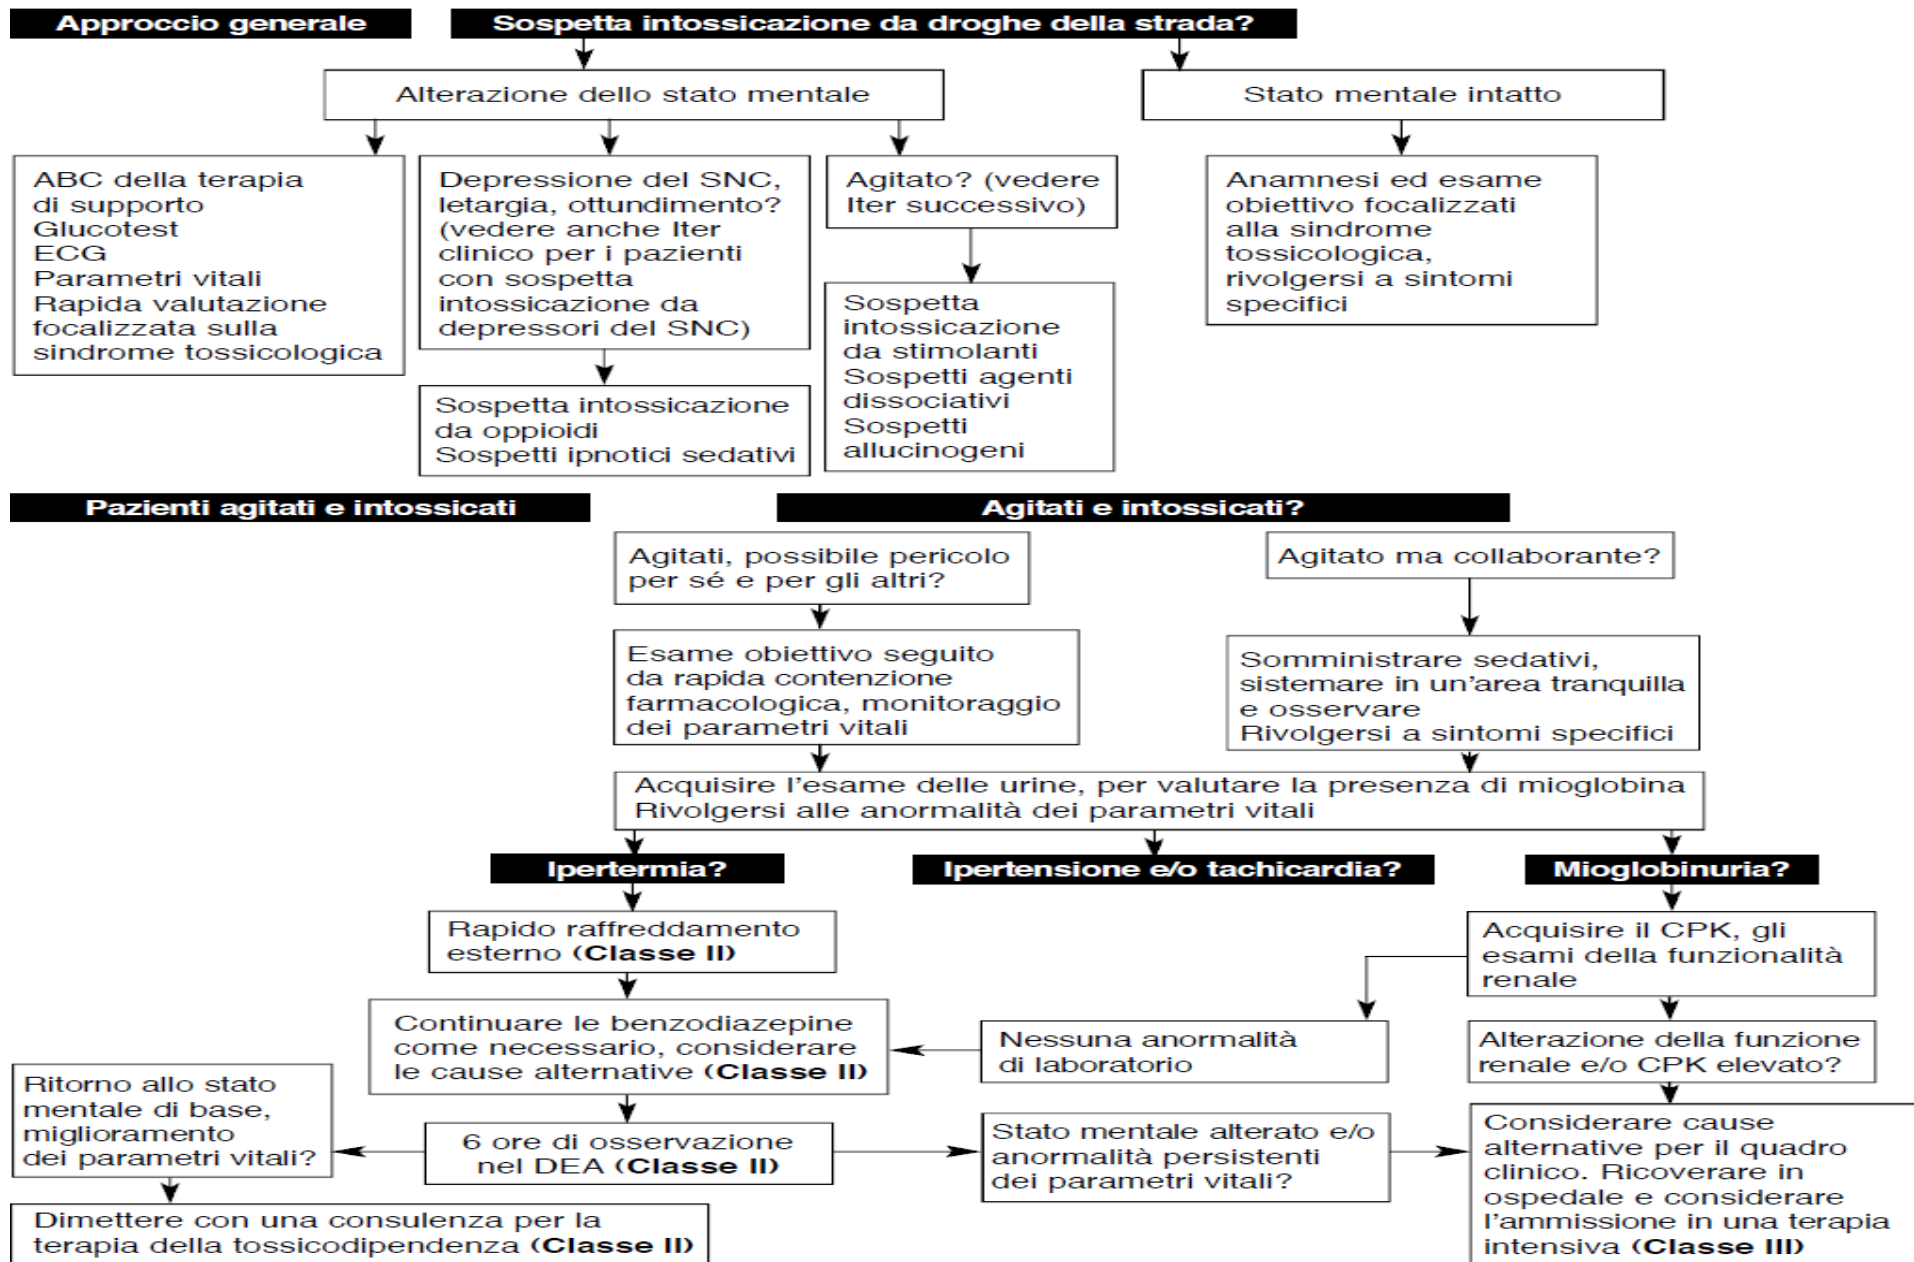 Approccio generale
Sospetta intossicazione da droghe della strada?
Alterazione dello stato mentale
Stato mentale intatto
ABC della terapia
di supporto
Glucotest
ECG
Parametri vitali
Rapida valutazione
focalizzata sulla
sindrome tossicologica
Depressione del SNC,
letargia, ottundimento?
(vedere anche Iter
clinico per i pazienti
con sospetta
intossicazione da
depressori del SNC)
Agitato? (vedere
Iter successivo)
Anamnesi ed esame
obiettivo focalizzati
alla sindrome
tossicologica,
rivolgersi a sintomi
specifici
Sospetta intossicazione
da oppioidi
Sospetti ipnotici sedativi
Sospetta
intossicazione
da stimolanti
Sospetti agenti
dissociativi
Sospetti
allucinogeni
Pazienti agitati e intossicati
Agitati e intossicati?
Agitati, possibile pericolo
per sé e per gli altri?
Agitato ma collaborante?
Esame obiettivo seguito
da rapida contenzione
farmacologica, monitoraggio
dei parametri vitali
Somministrare sedativi,
sistemare in un'area tranquilla
e osservare
Rivolgersi a sintomi specifici
Acquisire l'esame delle urine, per valutare la presenza di mioglobina
Rivolgersi alle anormalità dei parametri vitali
Ipertermia?
Ipertensione e/o tachicardia?
Mioglobinuria?
Rapido raffreddamento
esterno (Classe II)
Acquisire il CPK, gli
esami della funzionalità
renale
Continuare le benzodiazepine
come necessario, considerare
le cause alternative (Classe II)
Nessuna anormalità
di laboratorio
Alterazione della funzione
renale e/o CPK elevato?
Ritorno allo stato
mentale di base,
miglioramento
dei parametri vitali?
6 ore di osservazione
nel DEA (Classe II)
Stato mentale alterato e/o
anormalità persistenti
dei parametri vitali?
Considerare cause
alternative per il quadro
clinico. Ricoverare in
ospedale e considerare
l'ammissione in una terapia
intensiva (Classe III)
Dimettere con una consulenza per la
terapia della tossicodipendenza (Classe II)